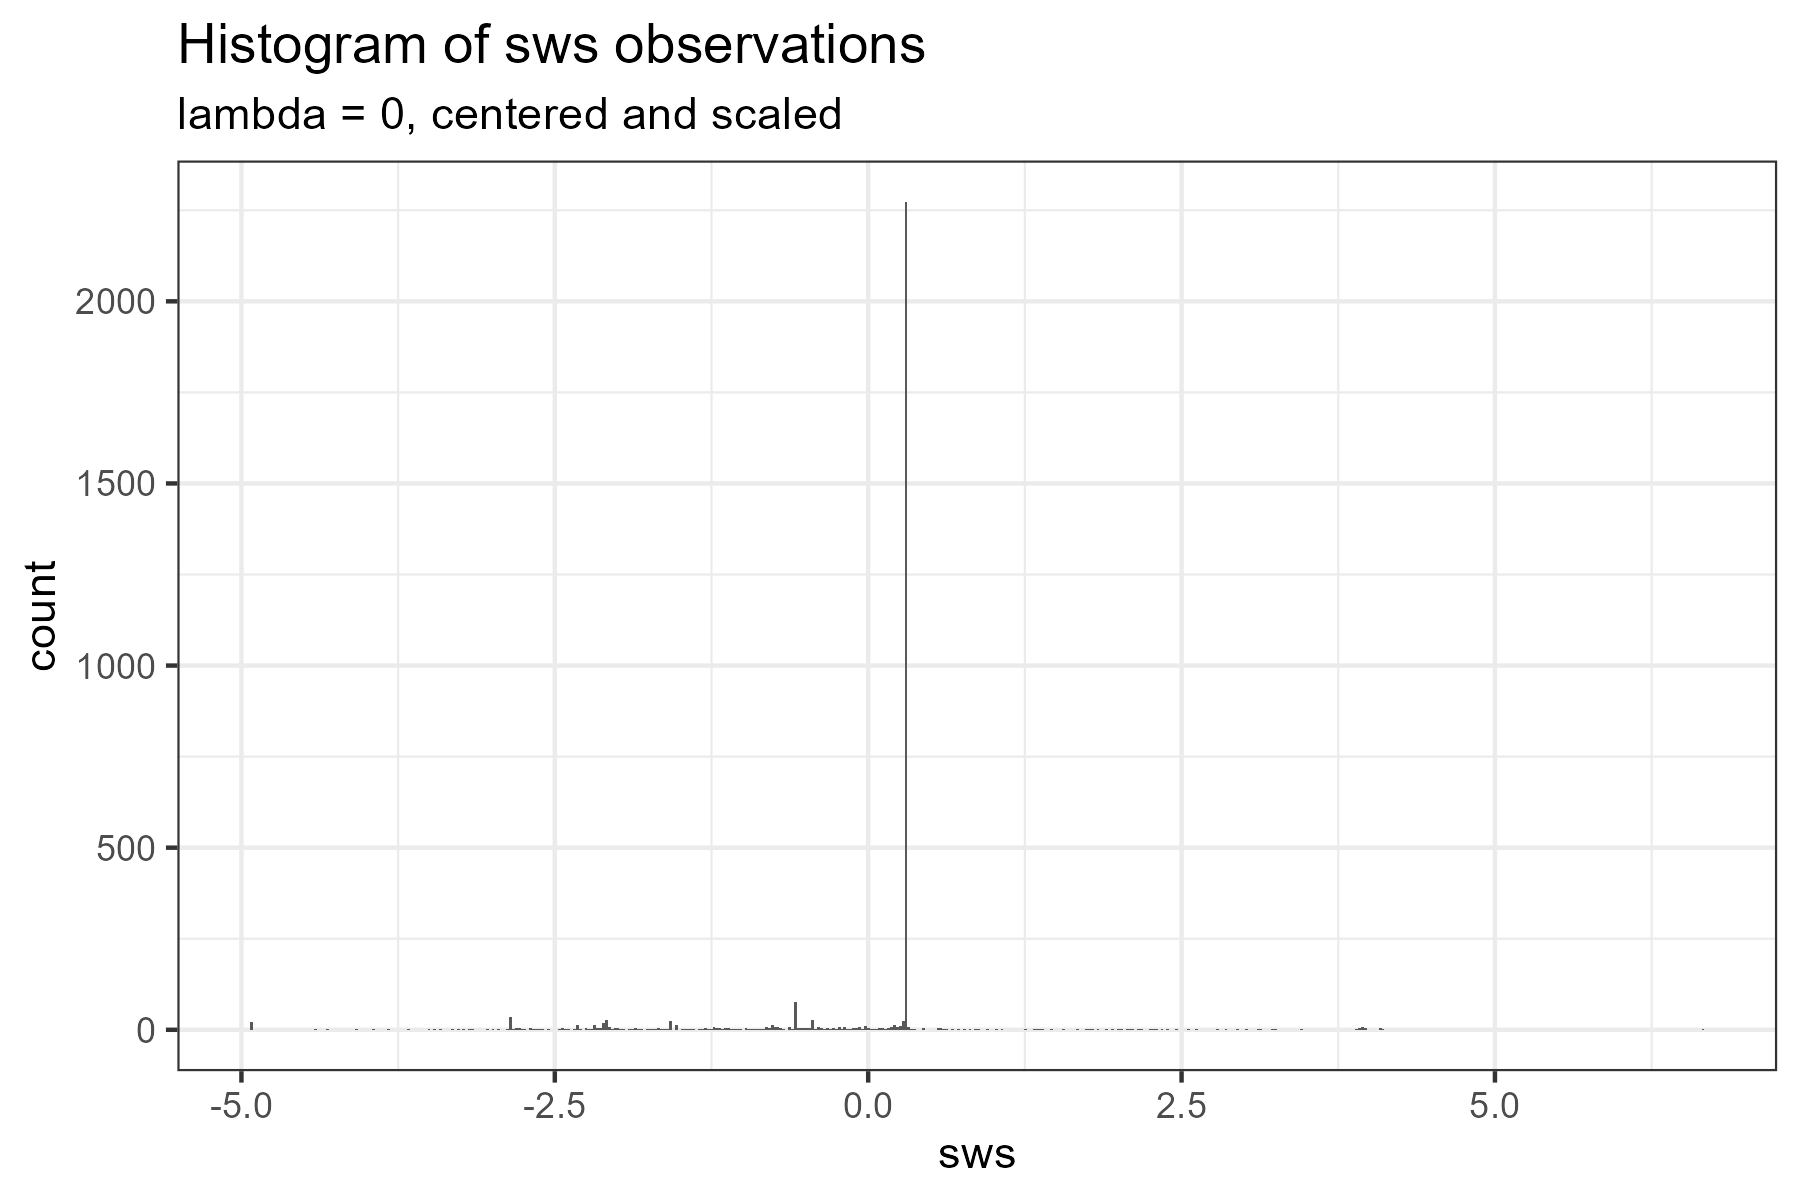 Histogram of sws observations
lambda = 0, centered and scaled
2000
1500
1000
500
0
count
-5.0 -2.5 0.0 2.5 5.0
sws